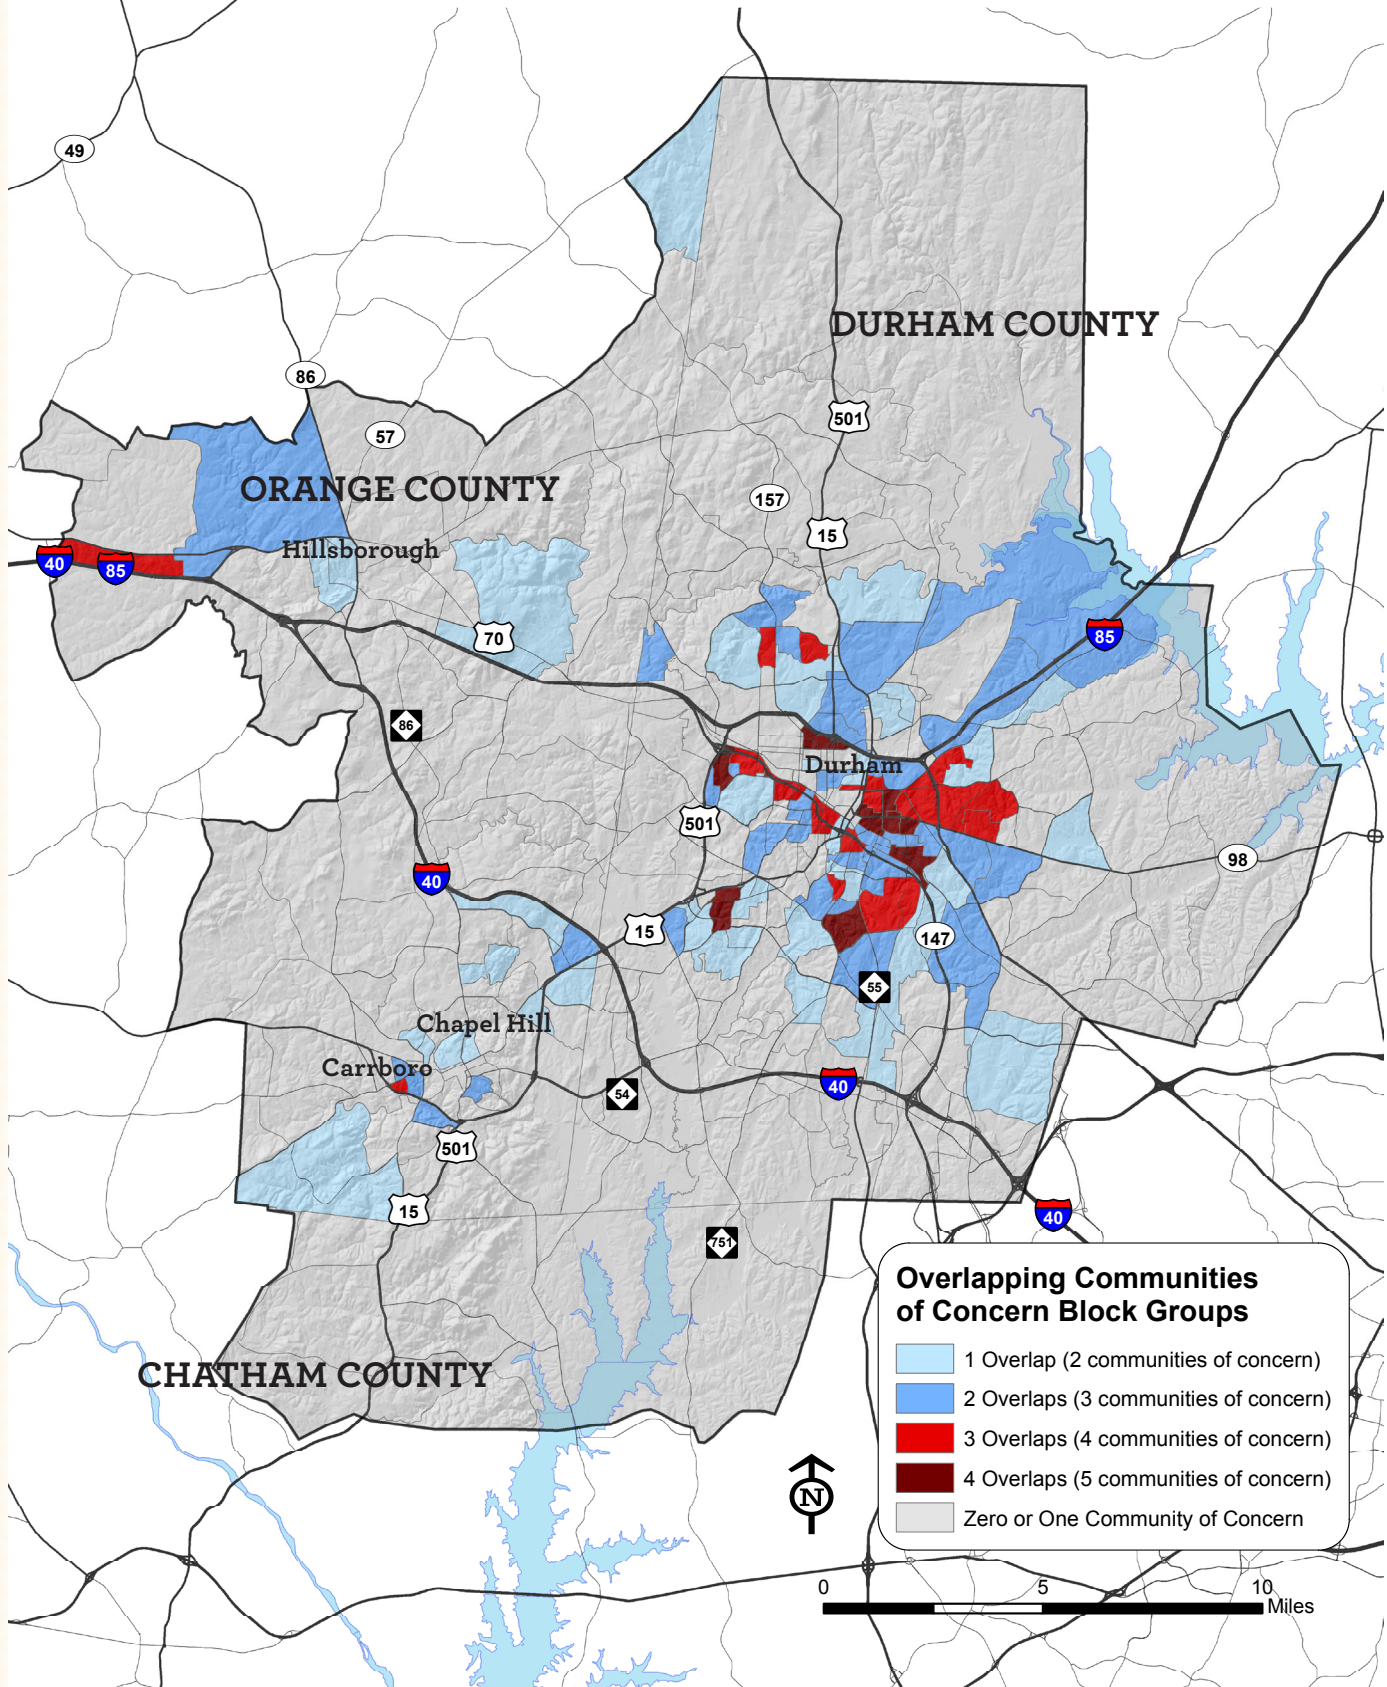 49
DURHAM COUNTY
86
501
57
ORANGE COUNTY
157
15
Hillsborough
40
85
70
85
86
Durham
501
98
40
15
147
55
Chapel Hill
Carrboro
40
54
501
15
40
751
CHATHAM COUNTY
Overlapping Communities
of Concern Block Groups
1 Overlap (2 communities of concern)
2 Overlaps (3 communities of concern)
3 Overlaps (4 communities of concern)
4 Overlaps (5 communities of concern)
Zero or One Community of Concern
N
0 5 10
Miles